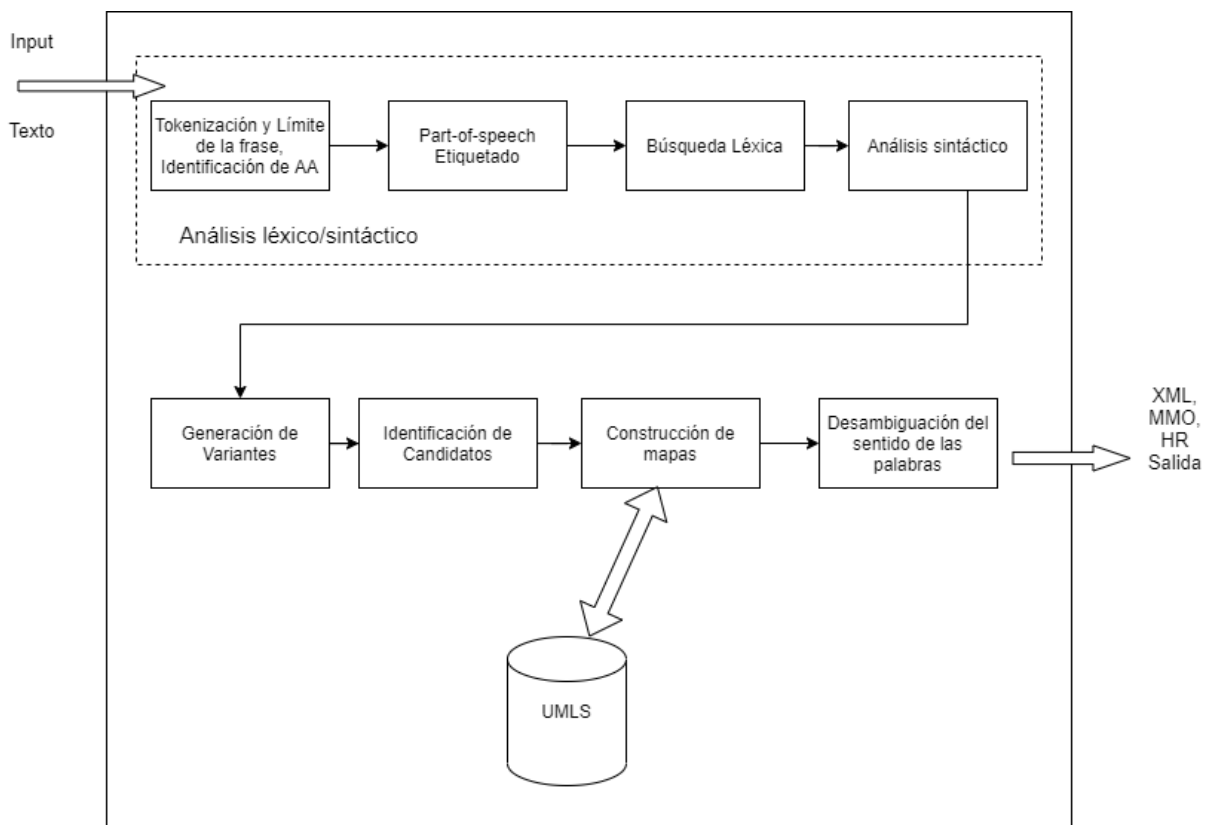 Input
Texto
Tokenización y Límite
de la frase,
Identificación de AA
Part-of-speech
Etiquetado
Búsqueda Léxica
Análisis sintáctico
Análisis léxico/sintáctico
Generación de
Variantes
Identificación de
Candidatos
Construcción de
mapas
Desambiguación del
sentido de las
palabras
XML,
MMO,
HR
Salida
UMLS